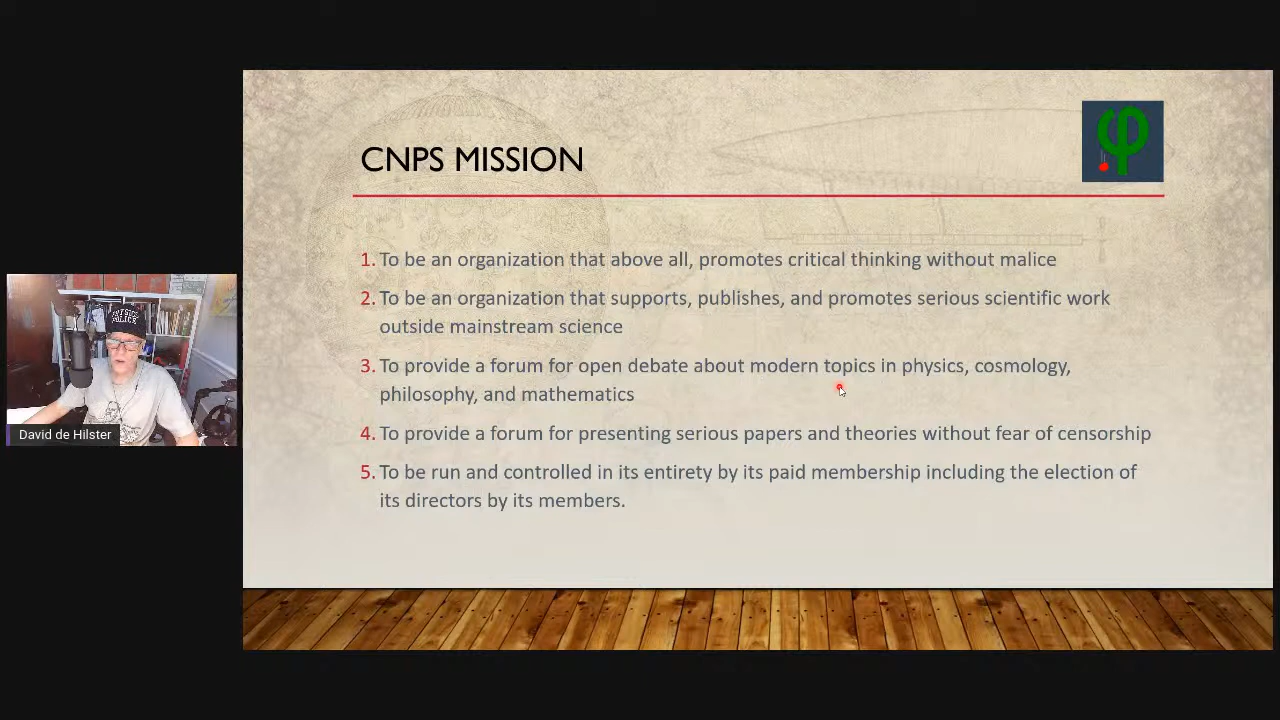 CNPS MISSION
1. To be an organization that above all, promotes critical thinking without malice
2. To be an organization that supports, publishes, and promotes serious scientific work
outside mainstream science
3. To provide a forum for open debate about modern topics in physics, cosmology,
philosophy, and mathematics
4. To provide a forum for presenting serious papers and theories without fear of censorship
5. To be run and controlled in its entirety by its paid membership including the election of
its directors by its members.
PHYSICS
POLICE
David de Hilster